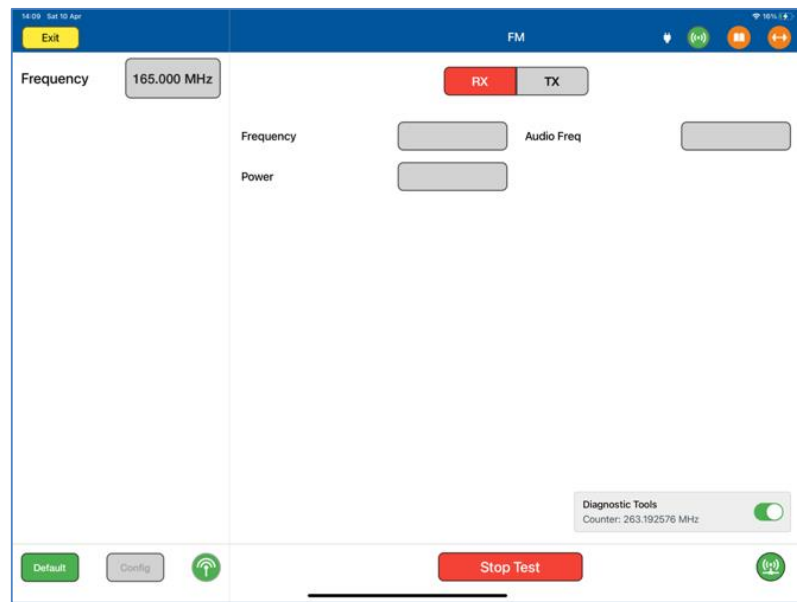 14:09 Sat 10 Apr
16%
Exit
FM
Frequency
165.000 MHz
RX
TX
Frequency
Audio Freq
Power
Diagnostic Tools
Counter: 263.192576 MHz
Default
Config
Stop Test